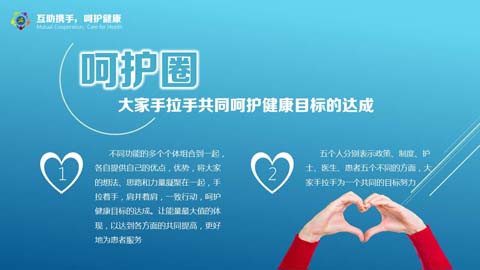 互助携手，呵护健康
Mutual Cooperation, Care for Health
呵护圈
大家手拉手共同呵护健康目标的达成
1
不同功能的多个个体组合到一起，
各自提供自己的优点，优势，将大家
的想法、思路和力量凝聚在一起，手
拉着手，肩并着肩，一致行动，呵护
健康目标的达成。让能量最大值的体
现，以达到各方面的共同提高，更好
地为患者服务
2
五个人分别表示政策、制度、护
士、医生、患者五个不同的方面，大
家手拉手为一个共同的目标努力